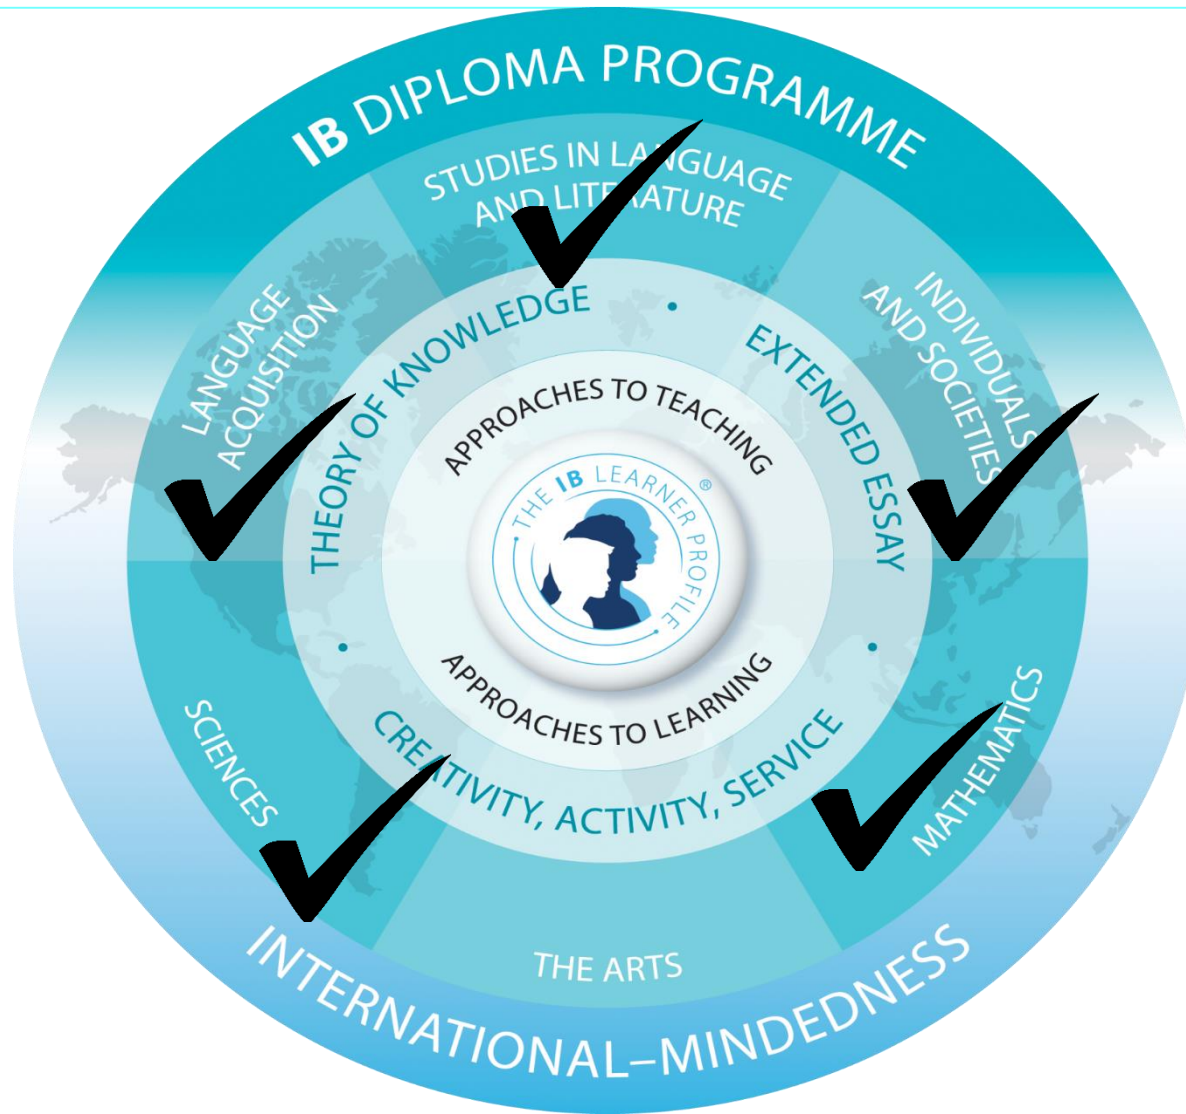 IB DIPLOMA PROGRAMME
STUDIES IN LANGUAGE
AND LITERATURE
LANGUAGE
ACQUISITION
INDIVIDUALS
AND SOCIETIES
THEORY OF KNOWLEDGE
•
EXTENDED ESSAY
APPROACHES TO TEACHING
THE IB LEARNER PROFILE ®
APPROACHES TO LEARNING
•
CREATIVITY, ACTIVITY, SERVICE
•
SCIENCES
MATHEMATICS
THE ARTS
INTERNATIONAL–MINDEDNESS